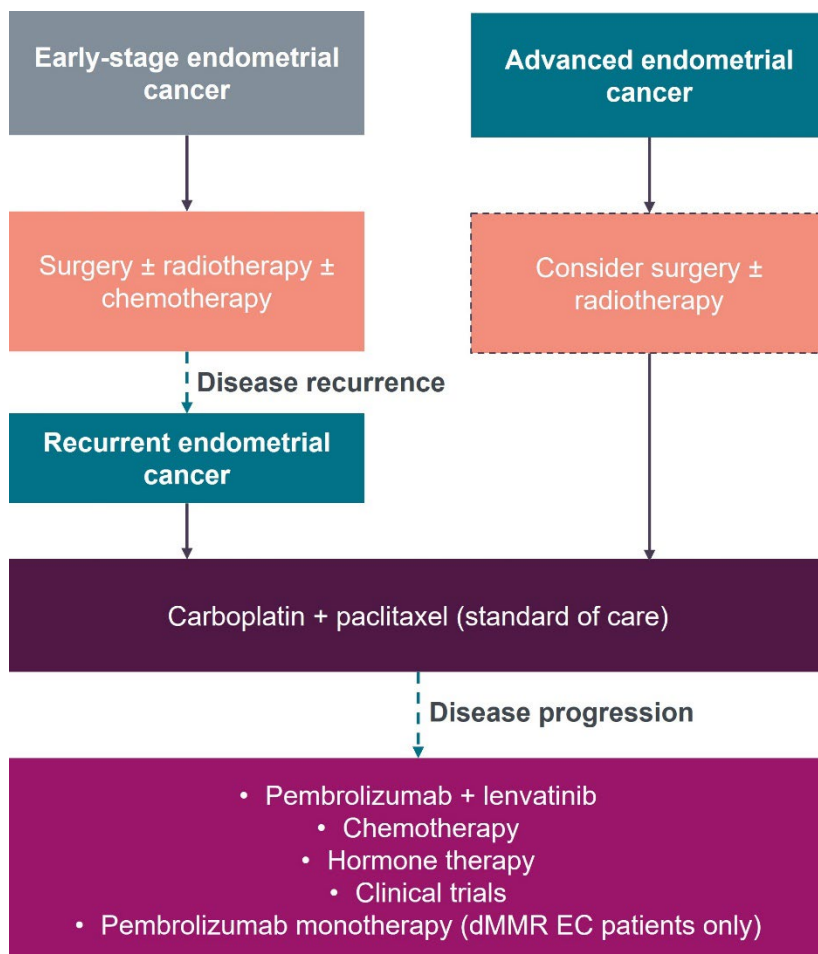 Early-stage endometrial
cancer
Advanced endometrial
cancer
Surgery ± radiotherapy ±
chemotherapy
Consider surgery ±
radiotherapy
Disease recurrence
Recurrent endometrial
cancer
Carboplatin + paclitaxel (standard of care)
Disease progression
• Pembrolizumab + lenvatinib
• Chemotherapy
• Hormone therapy
• Clinical trials
• Pembrolizumab monotherapy (dMMR EC patients only)